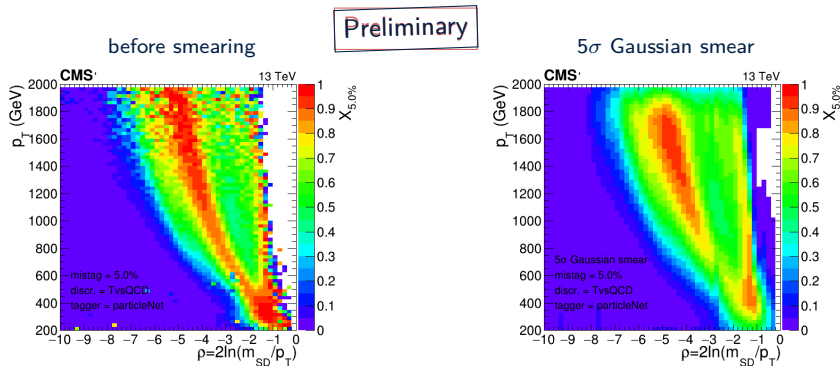 Preliminary
before smearing
5σ Gaussian smear
CMS
13 TeV
p_T (GeV)
2000
1800
1600
1400
1200
1000
800
600
400
200
mistag = 5.0%
discr. = TvsQCD
tagger = particleNet
−10 −9 −8 −7 −6 −5 −4 −3 −2 −1 0
ρ=2ln(m_SD/p_T)
1
0.9
0.8
0.7
0.6
0.5
0.4
0.3
0.2
0.1
0
X_5.0%
CMS
13 TeV
p_T (GeV)
2000
1800
1600
1400
1200
1000
800
600
400
200
5σ Gaussian smear
mistag = 5.0%
discr. = TvsQCD
tagger = particleNet
−10 −9 −8 −7 −6 −5 −4 −3 −2 −1 0
ρ=2ln(m_SD/p_T)
1
0.9
0.8
0.7
0.6
0.5
0.4
0.3
0.2
0.1
0
X_5.0%